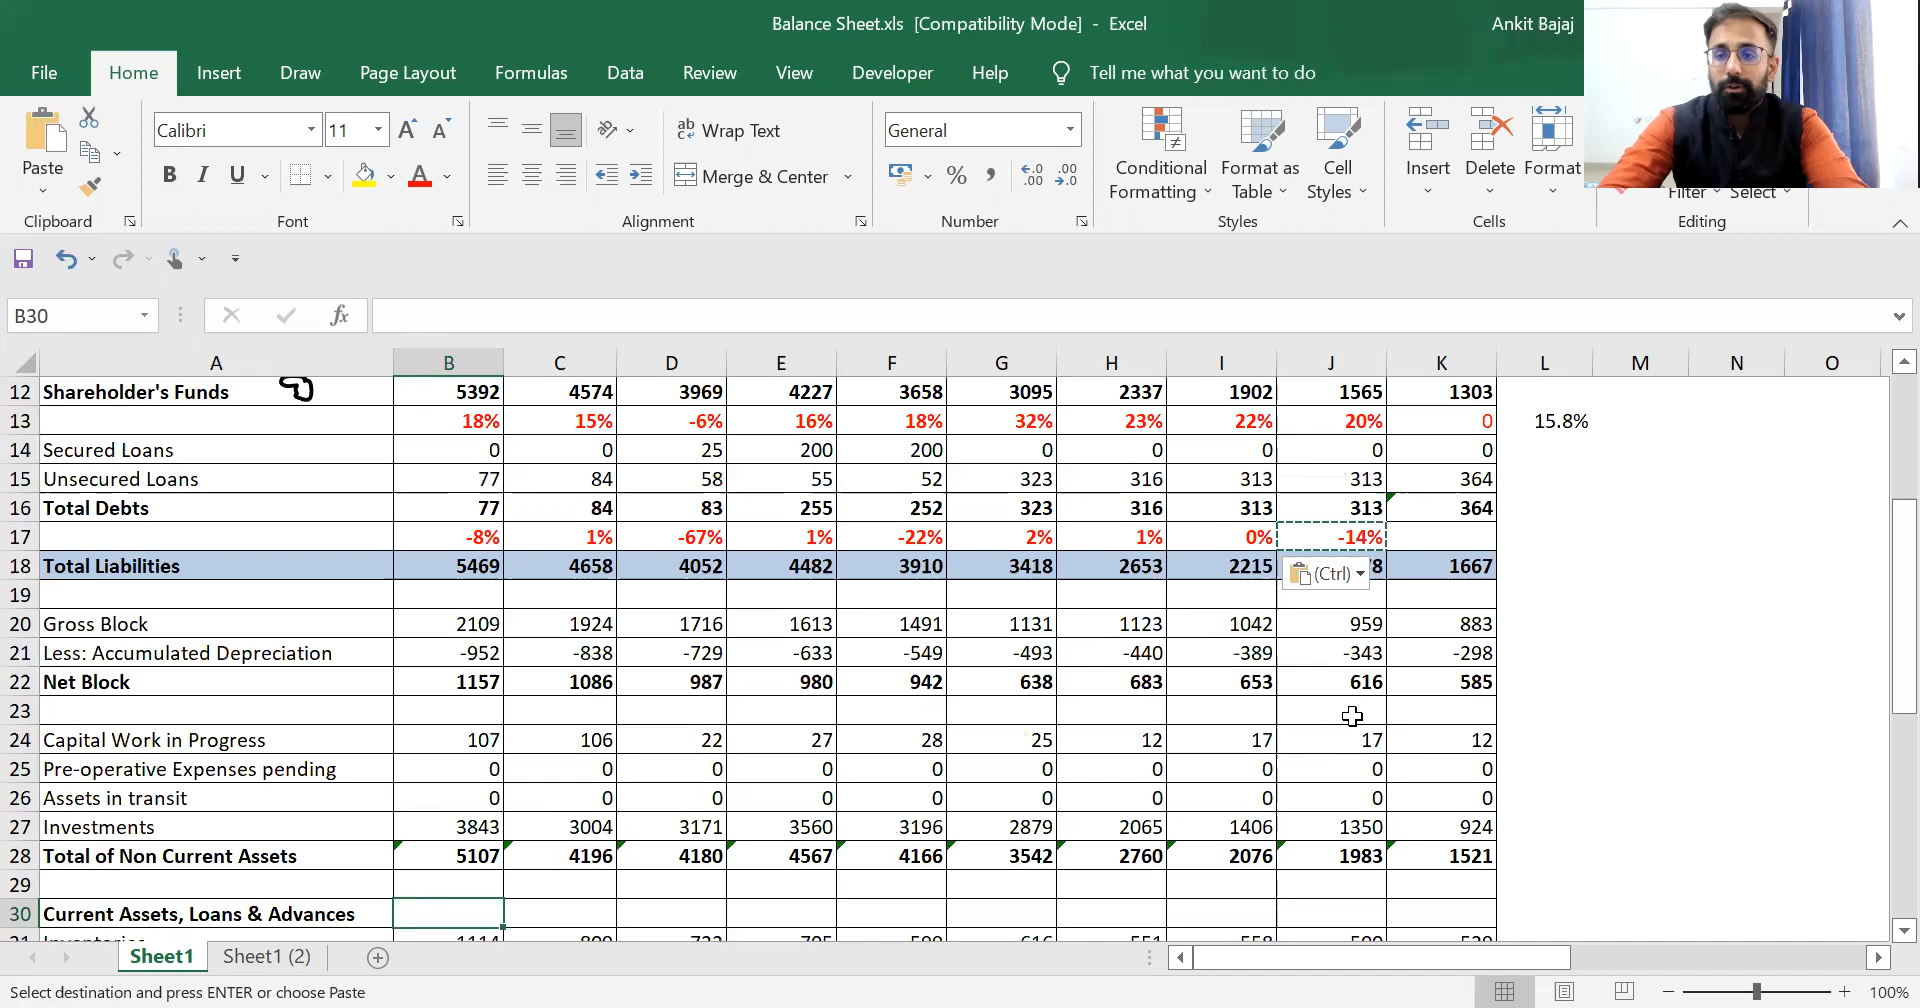 Balance Sheet.xls [Compatibility Mode] - Excel
Ankit Bajaj
File Home Insert Draw Page Layout Formulas Data Review View Developer Help Tell me what you want to do
Calibri 11 A A ab Wrap Text General
Paste
B I U A Merge & Center % ,
Conditional Formatting Format as Table Cell Styles Insert Delete Format Filter Select
Clipboard Font Alignment Number Styles Cells Editing
B30 fx
A B C D E F G H I J K L M N O
12 Shareholder's Funds 5392 4574 3969 4227 3658 3095 2337 1902 1565 1303
13 18% 15% -6% 16% 18% 32% 23% 22% 20% 0 15.8%
14 Secured Loans 0 0 25 200 200 0 0 0 0 0
15 Unsecured Loans 77 84 58 55 52 323 316 313 313 364
16 Total Debts 77 84 83 255 252 323 316 313 313 364
17 -8% 1% -67% 1% -22% 2% 1% 0% -14%
18 Total Liabilities 5469 4658 4052 4482 3910 3418 2653 2215 8 1667
(Ctrl)
19
20 Gross Block 2109 1924 1716 1613 1491 1131 1123 1042 959 883
21 Less: Accumulated Depreciation -952 -838 -729 -633 -549 -493 -440 -389 -343 -298
22 Net Block 1157 1086 987 980 942 638 683 653 616 585
23
24 Capital Work in Progress 107 106 22 27 28 25 12 17 17 12
25 Pre-operative Expenses pending 0 0 0 0 0 0 0 0 0 0
26 Assets in transit 0 0 0 0 0 0 0 0 0 0
27 Investments 3843 3004 3171 3560 3196 2879 2065 1406 1350 924
28 Total of Non Current Assets 5107 4196 4180 4567 4166 3542 2760 2076 1983 1521
29
30 Current Assets, Loans & Advances
Sheet1 Sheet1 (2)
Select destination and press ENTER or choose Paste
100%